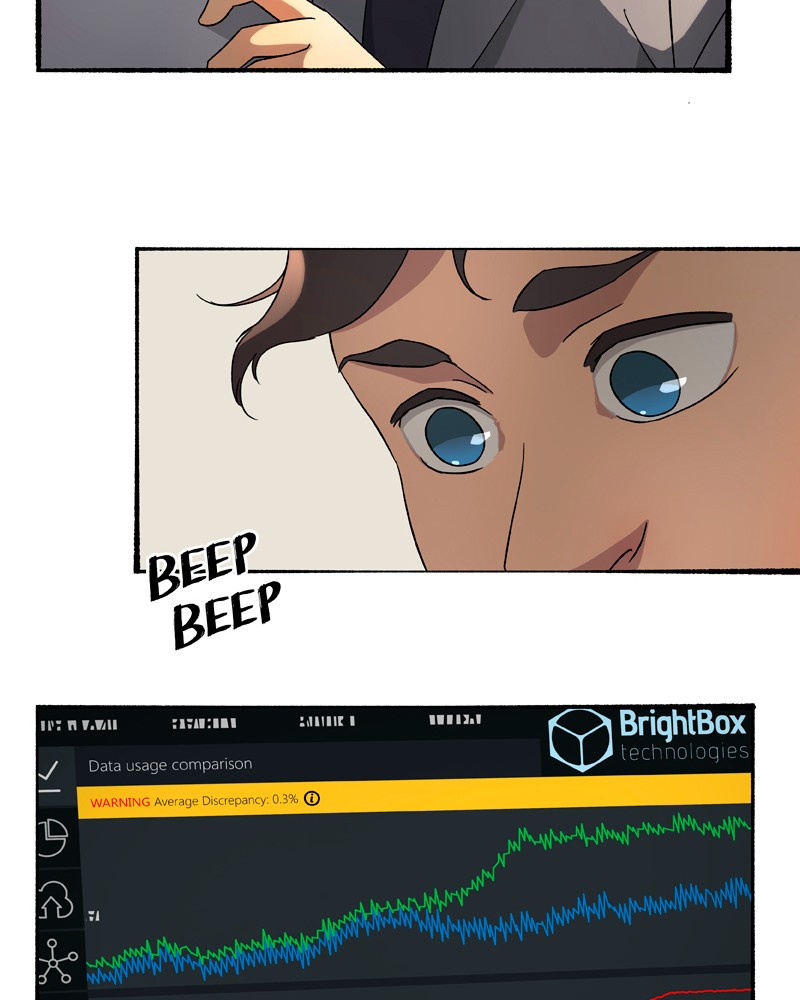 BEEP
BEEP
BrightBox
technologies
Data usage comparison
WARNING Average Discrepancy: 0.3%